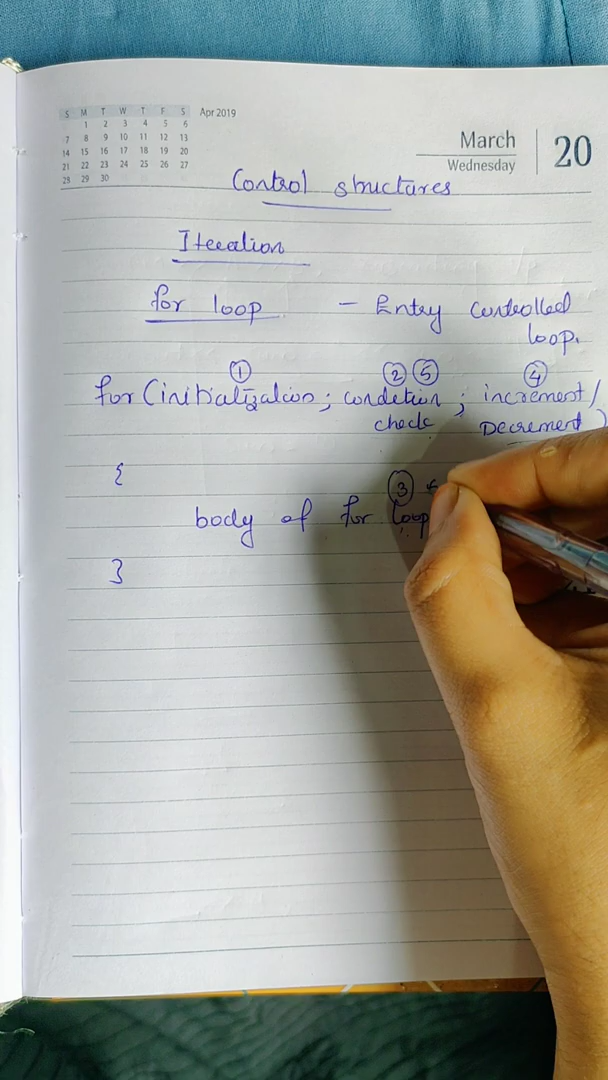 S M T W T F S Apr 2019
1 2 3 4 5 6
7 8 9 10 11 12 13
14 15 16 17 18 19 20
21 22 23 24 25 26 27
28 29 30
March 20
Wednesday
Control structures
Iteration
for loop - Entry controlled
loop.
① ② ⑤ ④
for (initialization; condition ; increment/
check Decrement)
{
③
body of for loop
}